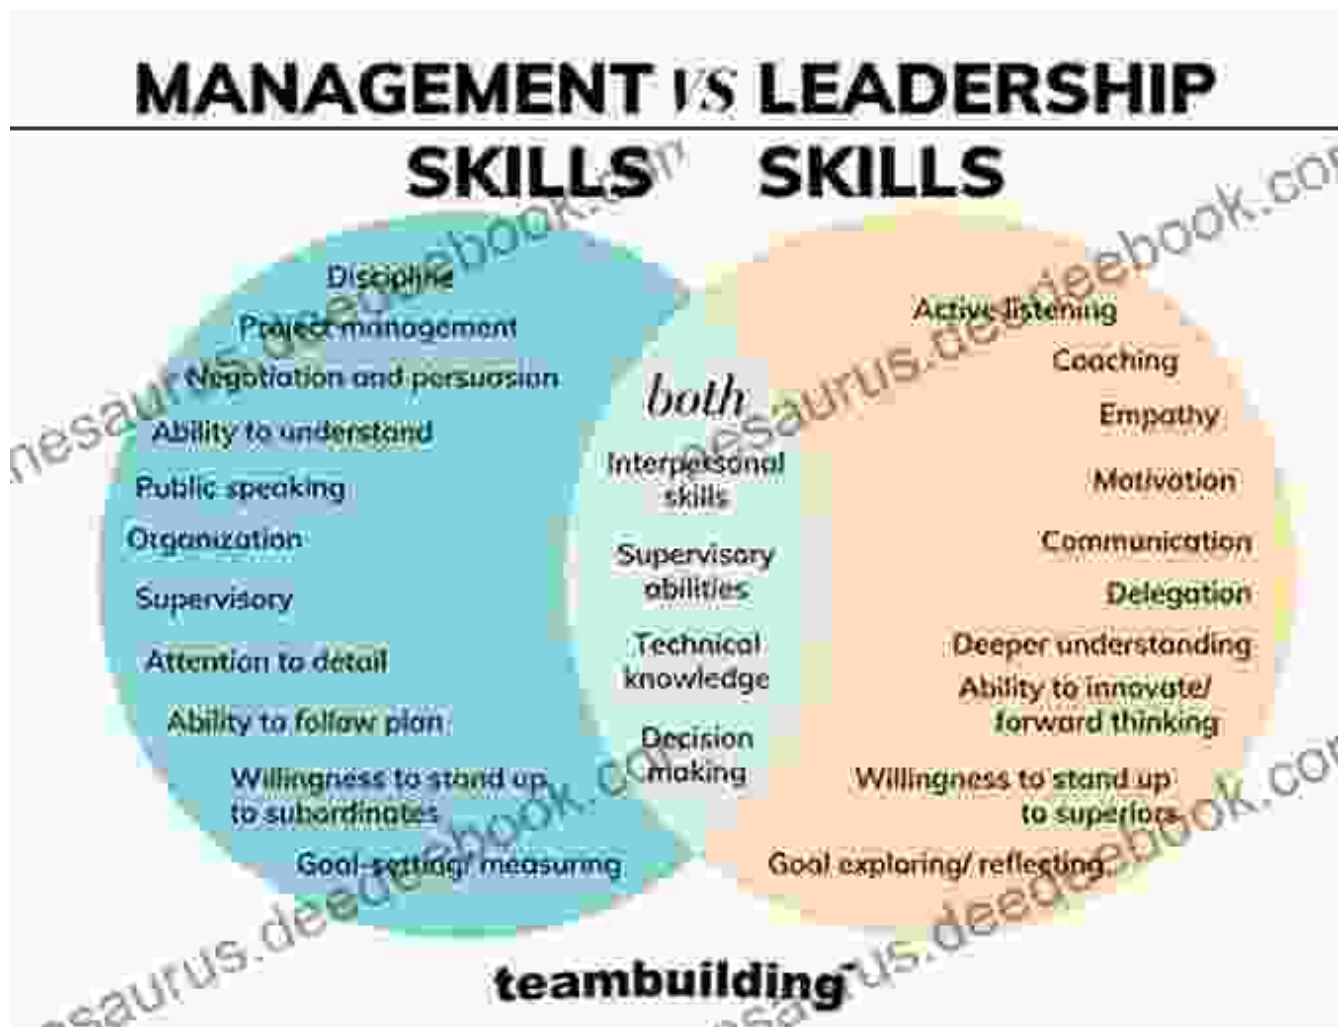 MANAGEMENT vs LEADERSHIP
SKILLS SKILLS
Discipline
Project management
Negotiation and persuasion
Ability to understand
Public speaking
Organization
Supervisory
Attention to detail
Ability to follow plan
Willingness to stand up
to subordinates
Goal-setting/ measuring
both
Interpersonal
skills
Supervisory
abilities
Technical
knowledge
Decision
making
Active listening
Coaching
Empathy
Motivation
Communication
Delegation
Deeper understanding
Ability to innovate/
forward thinking
Willingness to stand up
to superiors
Goal exploring/ reflecting
teambuilding